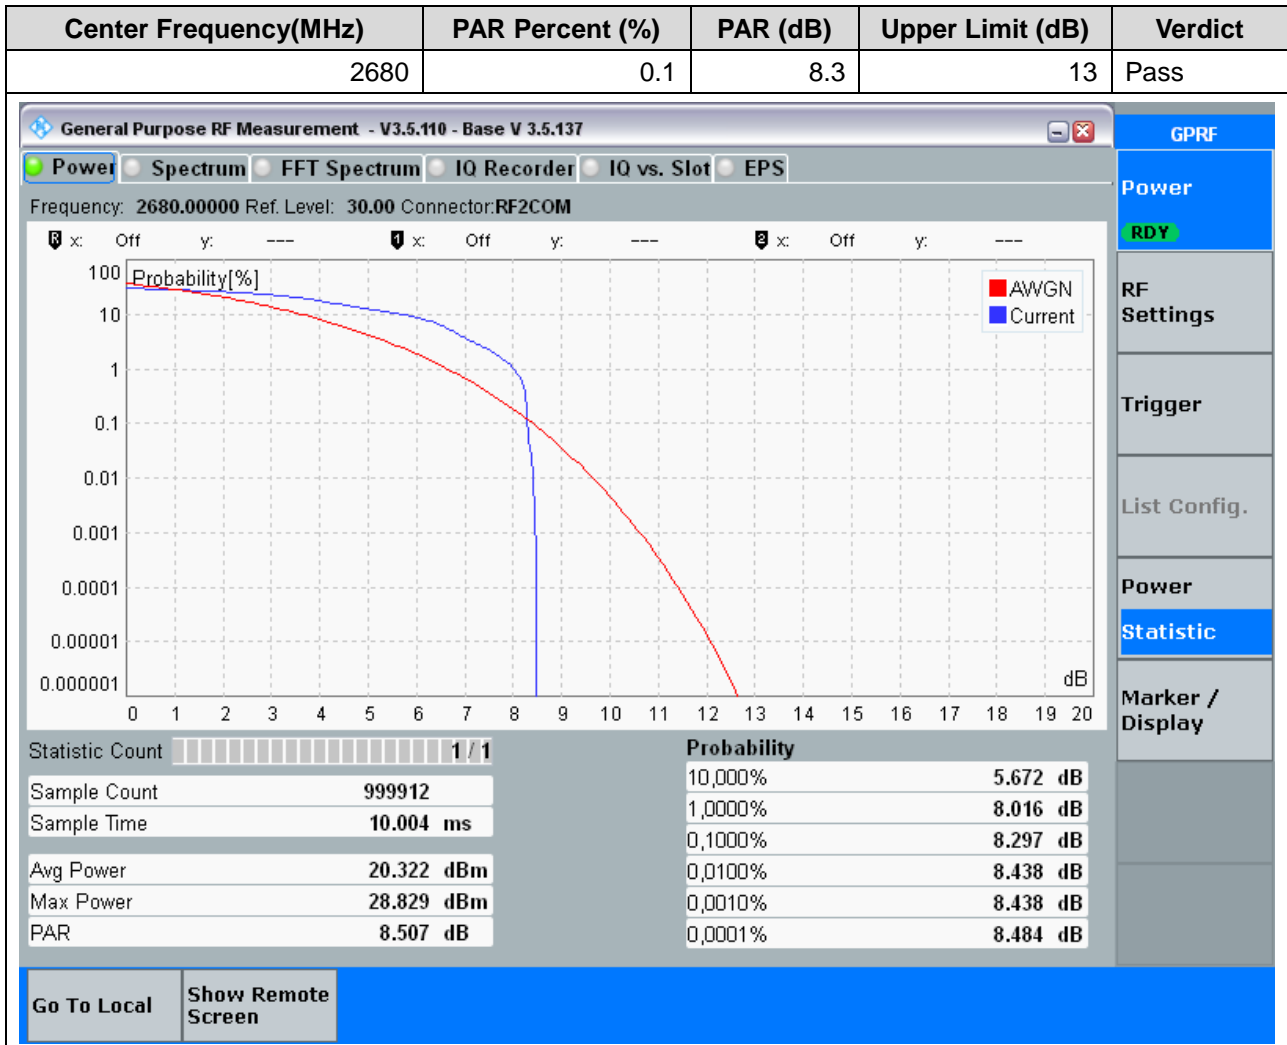 Center Frequency(MHz) PAR Percent (%) PAR (dB) Upper Limit (dB) Verdict
2680 0.1 8.3 13 Pass
General Purpose RF Measurement - V3.5.110 - Base V 3.5.137
GPRF
Power Spectrum FFT Spectrum IQ Recorder IQ vs. Slot EPS
Power
RDY
Frequency: 2680.00000 Ref. Level: 30.00 Connector:RF2COM
R x: Off y: --- 1 x: Off y: --- 2 x: Off y: ---
Probability[%]
AWGN
Current
100
10
1
0.1
0.01
0.001
0.0001
0.00001
0.000001
dB
0 1 2 3 4 5 6 7 8 9 10 11 12 13 14 15 16 17 18 19 20
RF
Settings
Trigger
List Config.
Power
Statistic
Marker /
Display
Statistic Count 1 / 1
Sample Count 999912
Sample Time 10.004 ms
Avg Power 20.322 dBm
Max Power 28.829 dBm
PAR 8.507 dB
Probability
10,000% 5.672 dB
1,0000% 8.016 dB
0,1000% 8.297 dB
0,0100% 8.438 dB
0,0010% 8.438 dB
0,0001% 8.484 dB
Go To Local
Show Remote
Screen